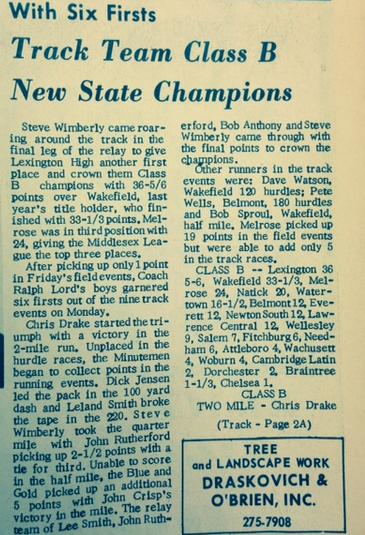 With Six Firsts
Track Team Class B
New State Champions
Steve Wimberly came roar-
ing around the track in the
final leg of the relay to give
Lexington High another first
place and crown them Class
B champions with 36-5/6
points over Wakefield, last
year's title holder, who fin-
ished with 33-1/3 points. Mel-
rose was in third position with
24, giving the Middlesex Lea-
gue the top three places.
After picking up only 1 point
in Friday's field events, Coach
Ralph Lord's boys garnered
six firsts out of the nine track
events on Monday.
Chris Drake started the tri-
umph with a victory in the
2-mile run. Unplaced in the
hurdle races, the Minutemen
began to collect points in the
running events. Dick Jensen
led the pack in the 100 yard
dash and Leland Smith broke
the tape in the 220. Steve
Wimberly took the quarter
mile with John Rutherford
picking up 2-1/2 points with a
tie for third. Unable to score
in the half mile, the Blue and
Gold picked up an additional
5 points with John Crisp's
victory in the mile. The relay
team of Lee Smith, John Ruth-
erford, Bob Anthony and Steve
Wimberly came through with
the final points to crown the
champions.
Other runners in the track
events were: Dave Watson,
Wakefield 120 hurdles; Pete
Wells, Belmont, 180 hurdles
and Bob Sproul, Wakefield,
half mile. Melrose picked up
19 points in the field events
but were able to add only 5
in the track races.
CLASS B -- Lexington 36
5-6, Wakefield 33-1/3, Mel-
rose 24, Natick 20, Water-
town 16-1/2, Belmont 12, Eve-
rett 12, Newton South 12, Law-
rence Central 12, Wellesley
9, Salem 7, Fitchburg 6, Need-
ham 6, Attleboro 4, Wachusett
4, Woburn 4, Cambridge Latin
2, Dorchester 2, Braintree
1-1/3, Chelsea 1.
CLASS B
TWO MILE - Chris Drake
(Track - Page 2A)
TREE
and LANDSCAPE WORK
DRASKOVICH &
O'BRIEN, INC.
275-7908